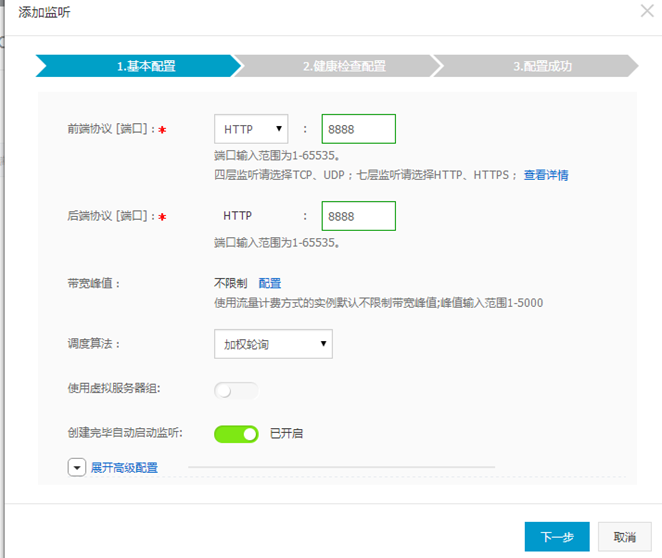 添加监听
1.基本配置 2.健康检查配置 3.配置成功
前端协议 [端口]：* HTTP : 8888
端口输入范围为1-65535。
四层监听请选择TCP、UDP；七层监听请选择HTTP、HTTPS； 查看详情
后端协议 [端口]：* HTTP : 8888
端口输入范围为1-65535。
带宽峰值： 不限制 配置
使用流量计费方式的实例默认不限制带宽峰值;峰值输入范围1-5000
调度算法： 加权轮询
使用虚拟服务器组:
创建完毕自动启动监听: 已开启
展开高级配置
下一步 取消